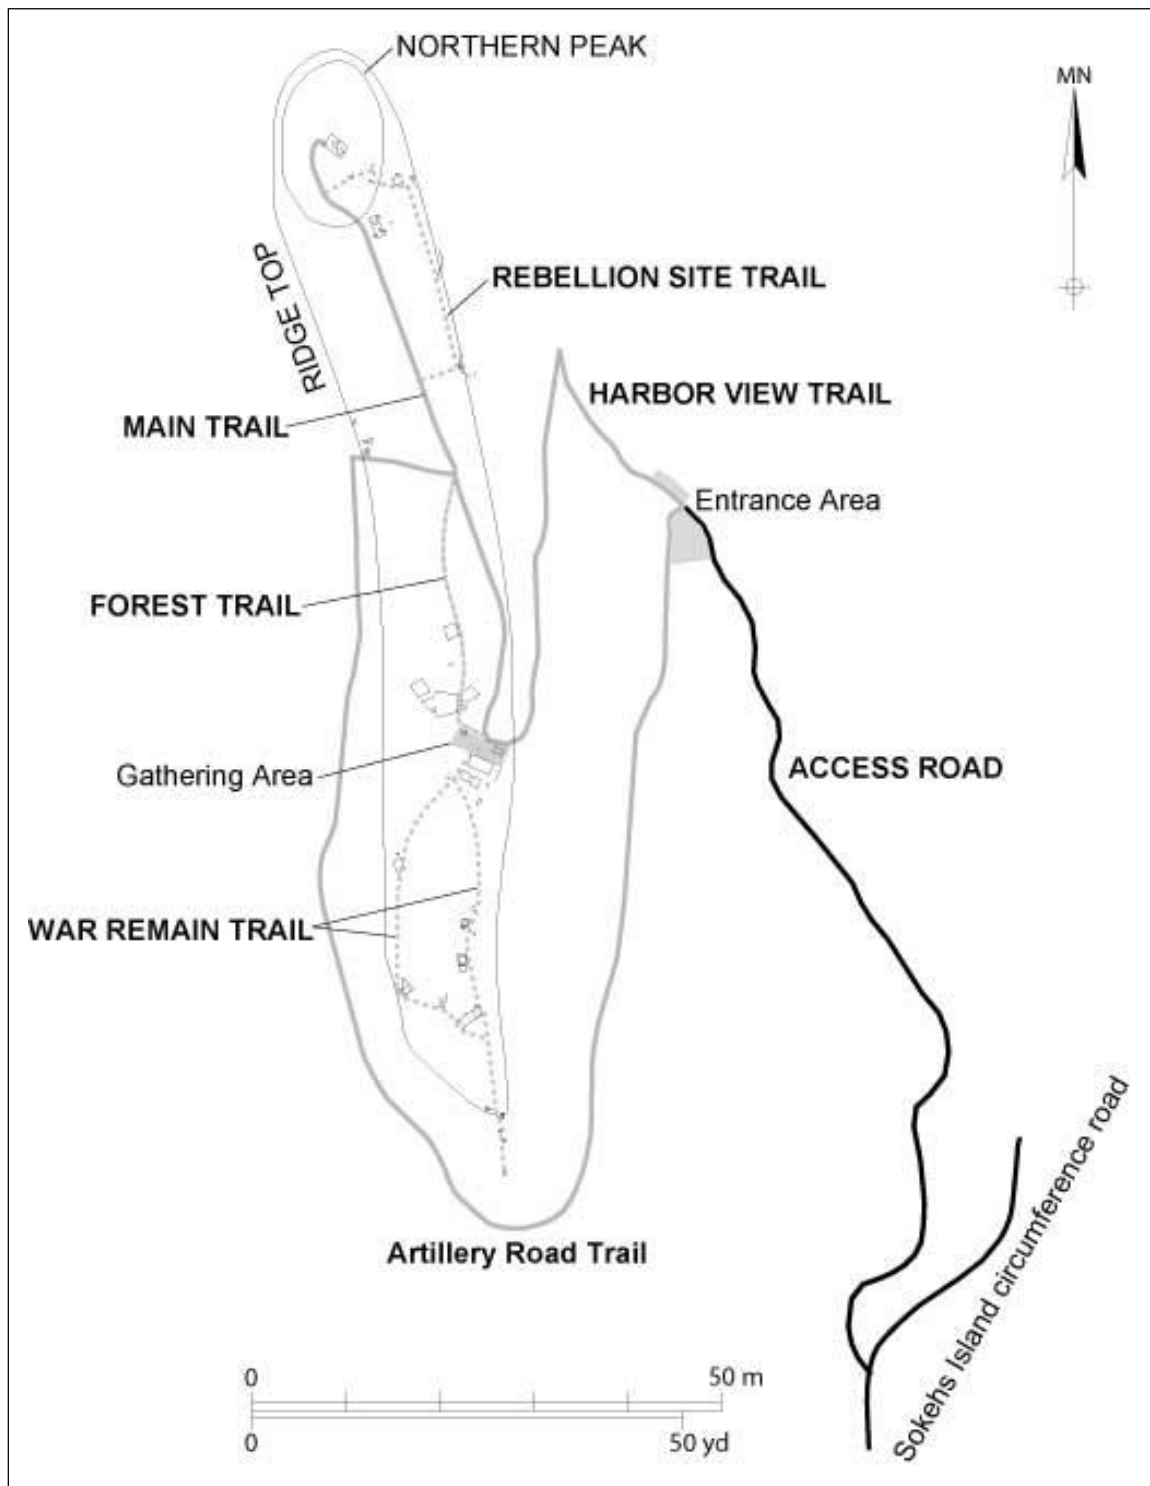 NORTHERN PEAK
MN
RIDGE TOP
REBELLION SITE TRAIL
HARBOR VIEW TRAIL
MAIN TRAIL
Entrance Area
FOREST TRAIL
Gathering Area
ACCESS ROAD
WAR REMAIN TRAIL
Artillery Road Trail
Sokehs Island circumference road
0 50 m
0 50 yd